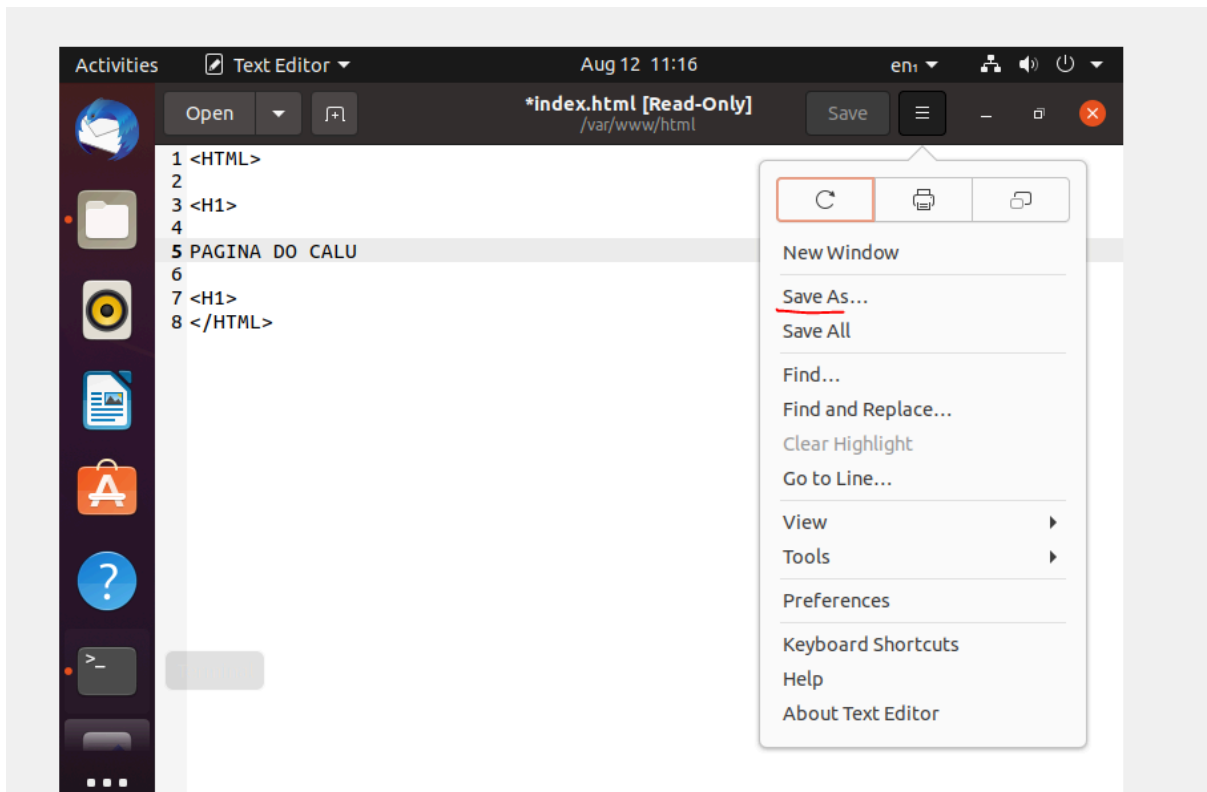 Activities Text Editor Aug 12 11:16 en₁
Open *index.html [Read-Only] Save
/var/www/html
1 <HTML>
2
3 <H1>
4
5 PAGINA DO CALU
6
7 <H1>
8 </HTML>
New Window
Save As...
Save All
Find...
Find and Replace...
Clear Highlight
Go to Line...
View
Tools
Preferences
Keyboard Shortcuts
Help
About Text Editor